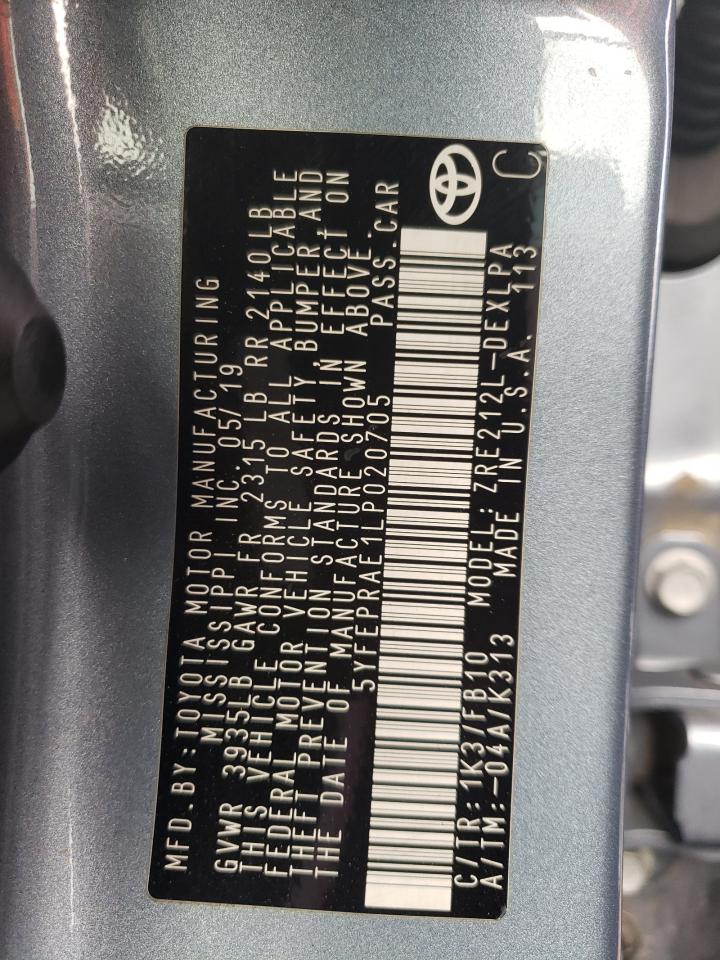 MFD.BY:TOYOTA MOTOR MANUFACTURING
MISSISSIPPI INC. 05/19
GVWR 3935LB GAWR FR 2315 LB RR 2140LB
THIS VEHICLE CONFORMS TO ALL APPLICABLE
FEDERAL MOTOR VEHICLE SAFETY,BUMPER,AND
THEFT PREVENTION STANDARDS IN EFFECT ON
THE DATE OF MANUFACTURE SHOWN ABOVE.
5YFEPRAE1LP020705 PASS.CAR
C/TR:1K3/FB10 MODEL:ZRE212L-DEXLPA
A/TM:-04A/K313 MADE IN U.S.A. 113 C